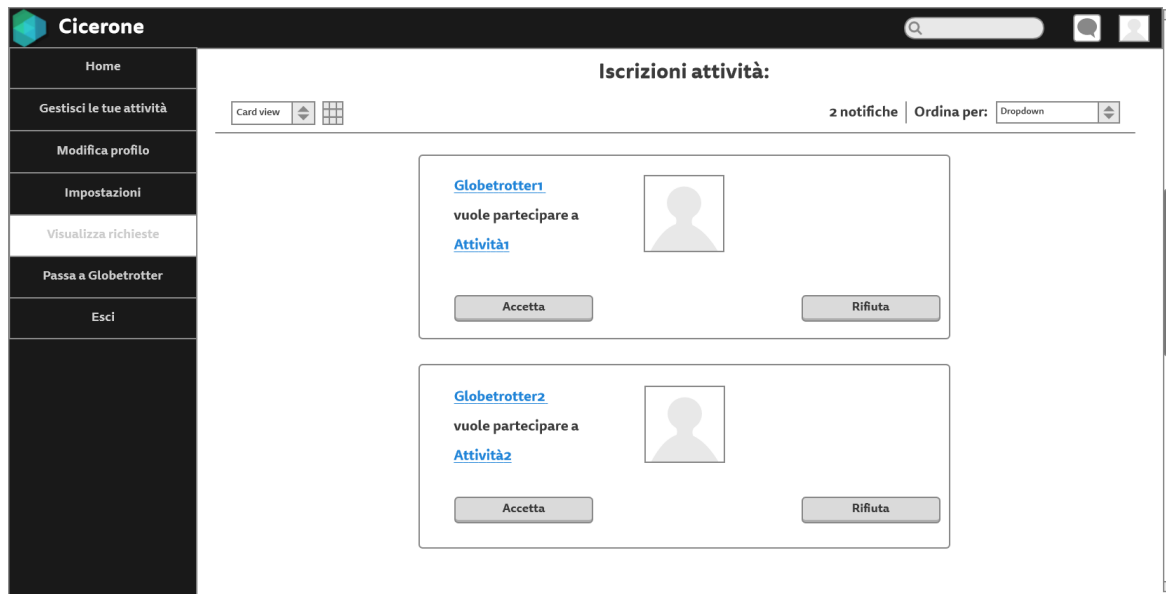 Cicerone
Home
Gestisci le tue attività
Modifica profilo
Impostazioni
Visualizza richieste
Passa a Globetrotter
Esci
Iscrizioni attività:
Card view
2 notifiche
Ordina per:
Dropdown
Globetrotter1
vuole partecipare a
Attività1
Accetta
Rifiuta
Globetrotter2
vuole partecipare a
Attività2
Accetta
Rifiuta